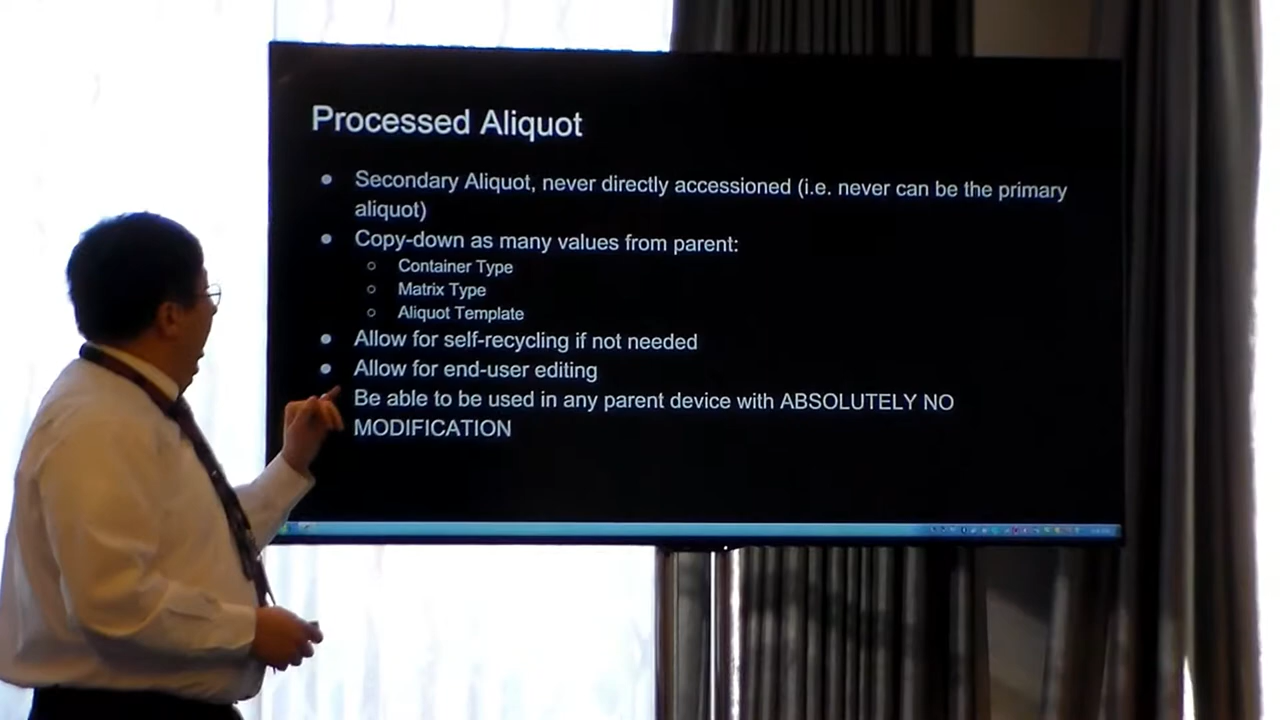 Processed Aliquot
Secondary Aliquot, never directly accessioned (i.e. never can be the primary
aliquot)
Copy-down as many values from parent:
Container Type
Matrix Type
Aliquot Template
Allow for self-recycling if not needed
Allow for end-user editing
Be able to be used in any parent device with ABSOLUTELY NO
MODIFICATION